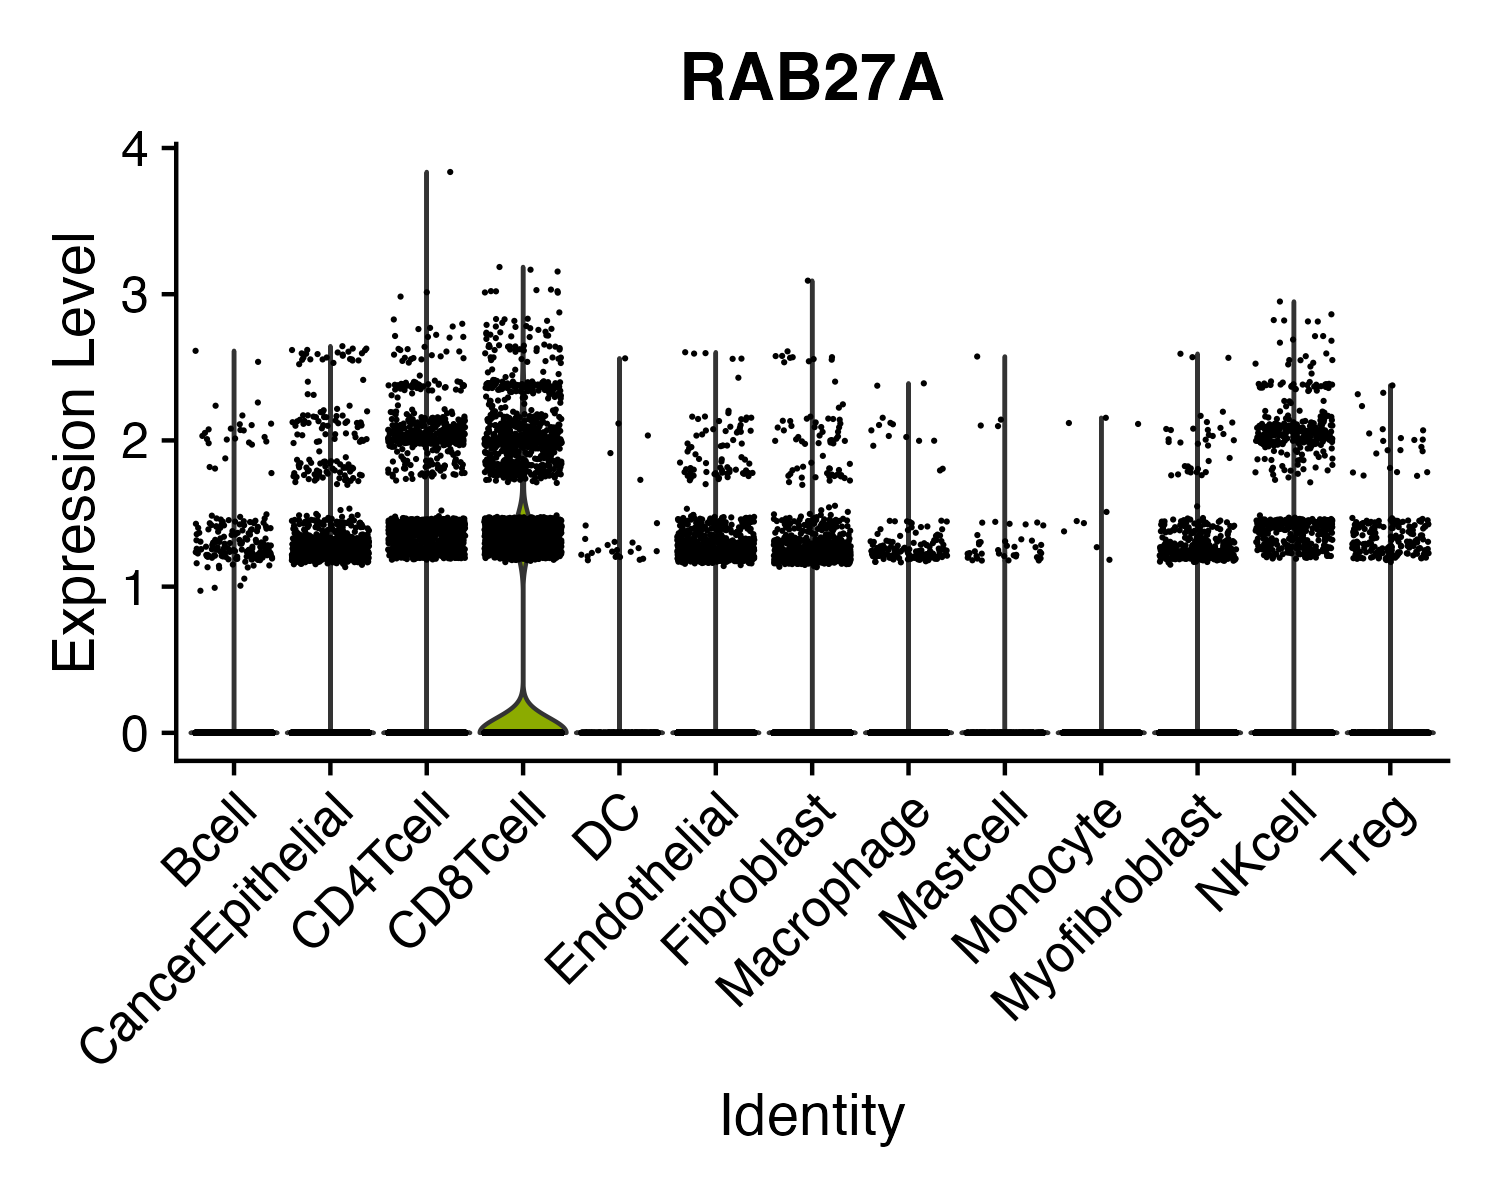 RAB27A
Expression Level
4
3
2
1
0
Bcell
CancerEpithelial
CD4Tcell
CD8Tcell
DC
Endothelial
Fibroblast
Macrophage
Mastcell
Monocyte
Myofibroblast
NKcell
Treg
Identity